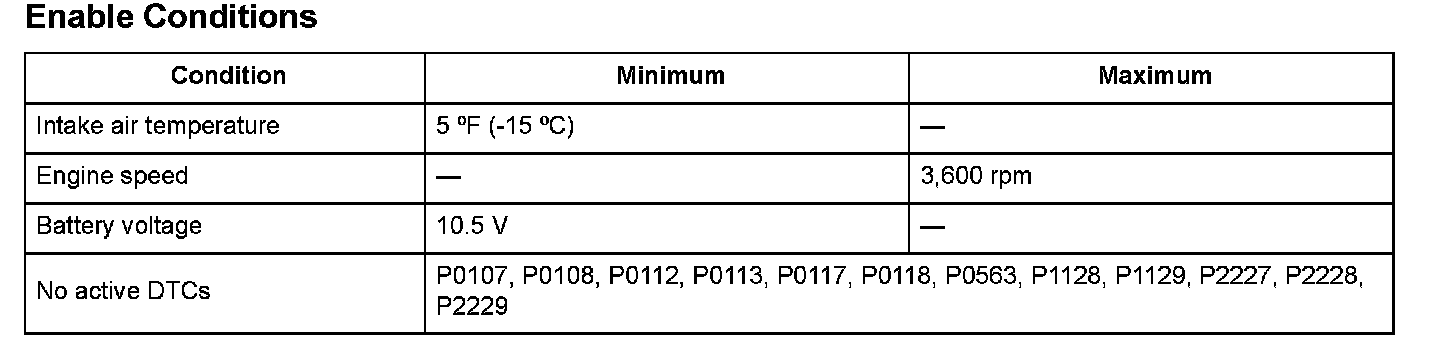 Enable Conditions
Condition Minimum Maximum
Intake air temperature 5 ºF (-15 ºC) —
Engine speed — 3,600 rpm
Battery voltage 10.5 V —
No active DTCs P0107, P0108, P0112, P0113, P0117, P0118, P0563, P1128, P1129, P2227, P2228,
P2229